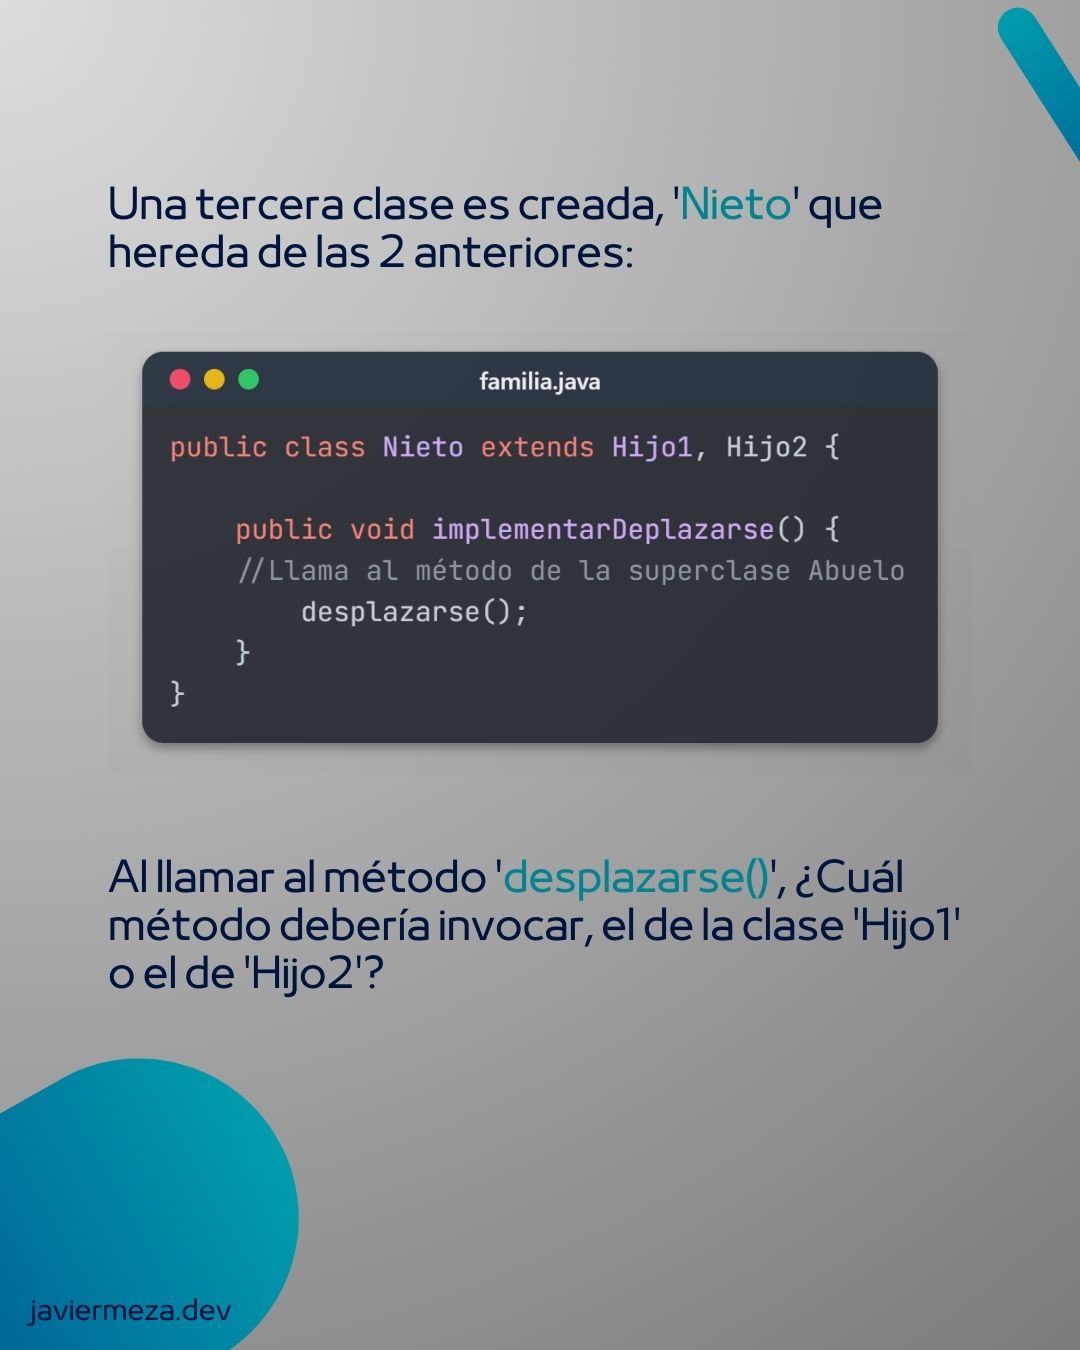 Una tercera clase es creada, 'Nieto' que
hereda de las 2 anteriores:
familia.java
public class Nieto extends Hijo1, Hijo2 {
public void implementarDeplazarse() {
//Llama al método de la superclase Abuelo
desplazarse();
}
}
Al llamar al método 'desplazarse()', ¿Cuál
método debería invocar, el de la clase 'Hijo1'
o el de 'Hijo2'?
javiermeza.dev